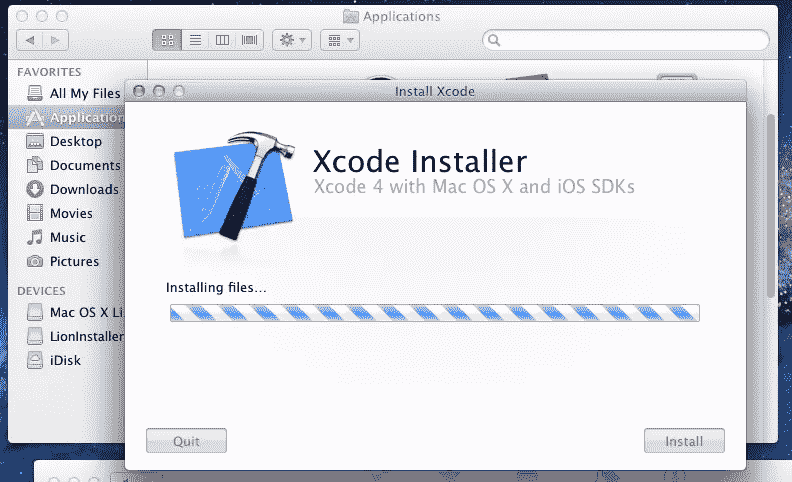 Applications
FAVORITES
All My Files
Application
Desktop
Documents
Downloads
Movies
Music
Pictures
DEVICES
Mac OS X Li
LionInstaller
iDisk
Install Xcode
Xcode Installer
Xcode 4 with Mac OS X and iOS SDKs
Installing files...
Quit
Install